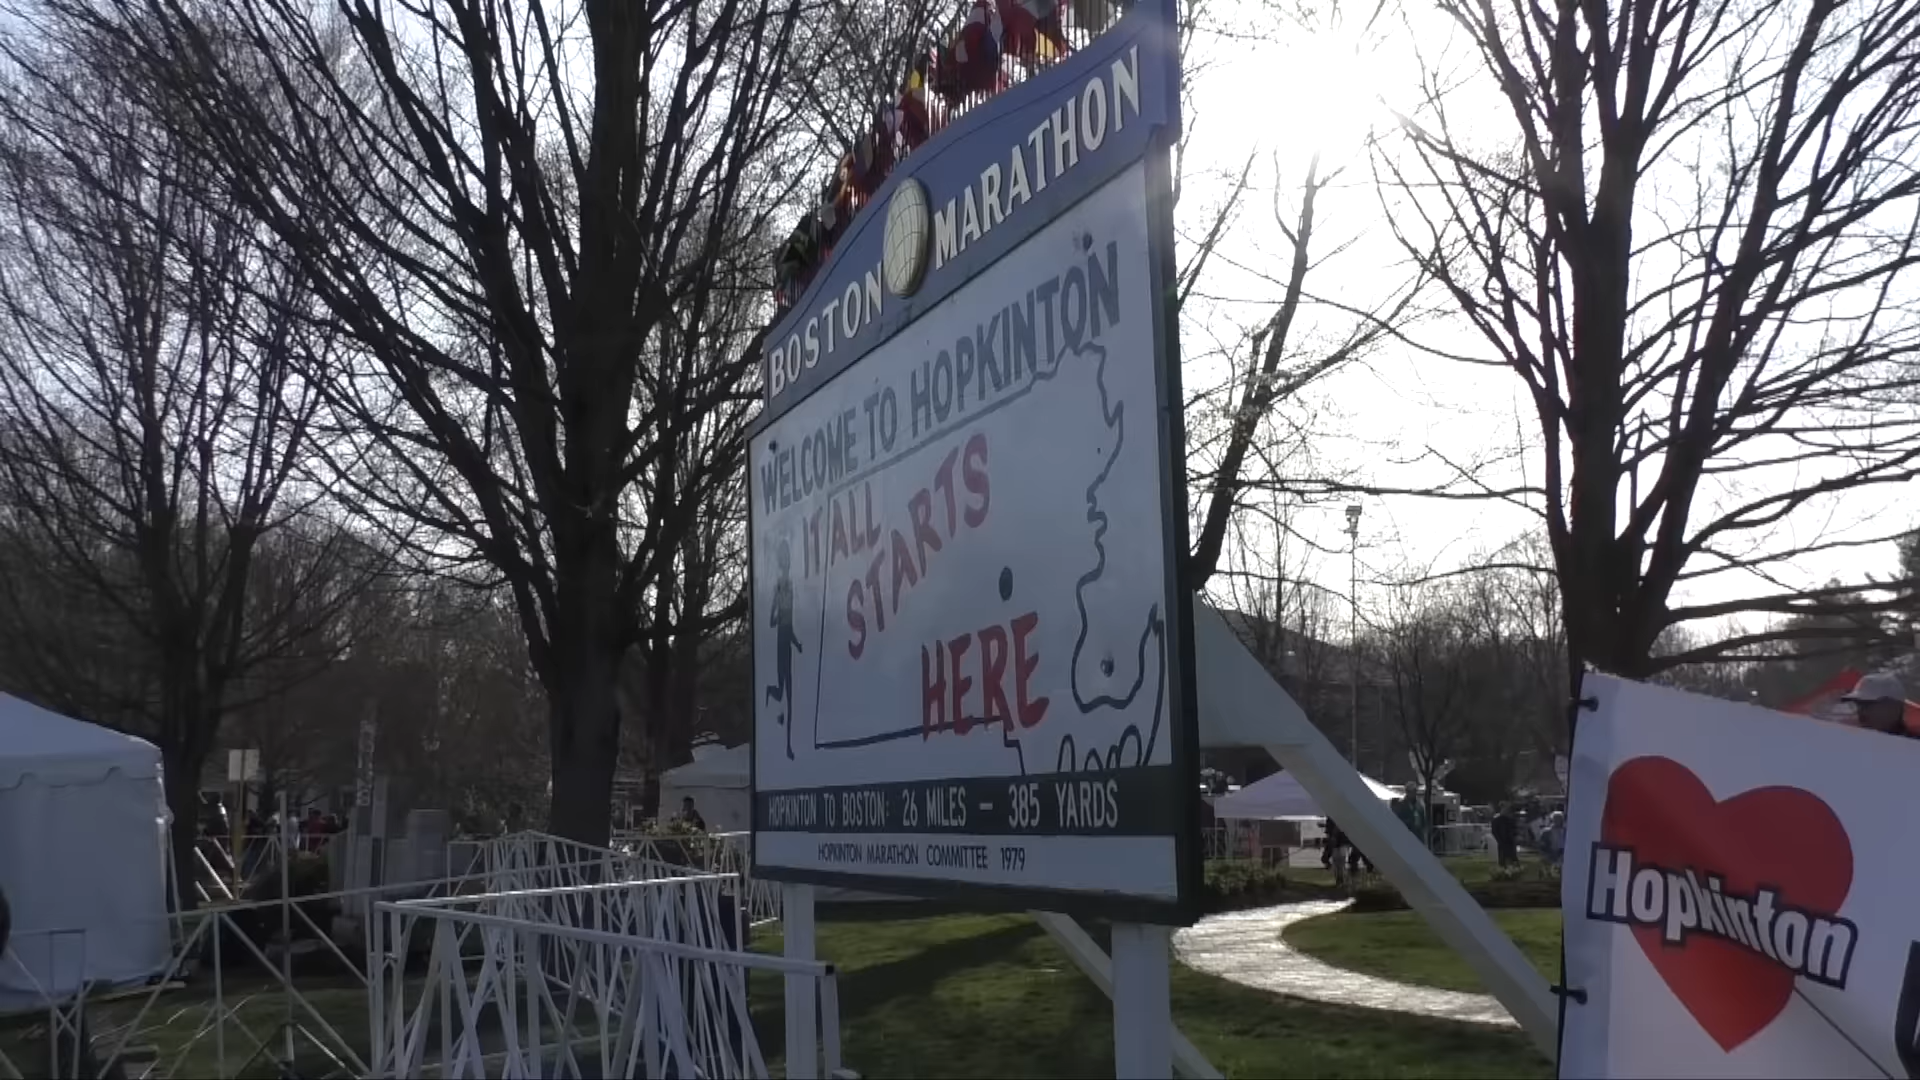 BOSTON MARATHON
WELCOME TO HOPKINTON
IT ALL
STARTS
HERE
HOPKINTON TO BOSTON: 26 MILES — 385 YARDS
HOPKINTON MARATHON COMMITTEE 1979
Hopkinton